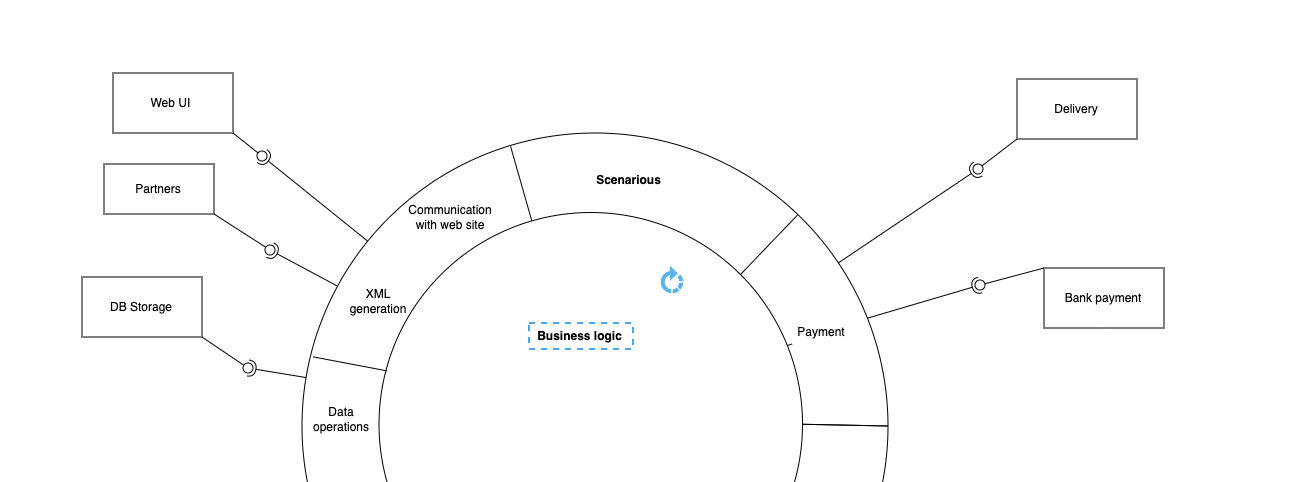 Web UI
Delivery
Partners
Scenarious
Communication
with web site
DB Storage
XML
generation
Bank payment
Business logic
Payment
Data
operations